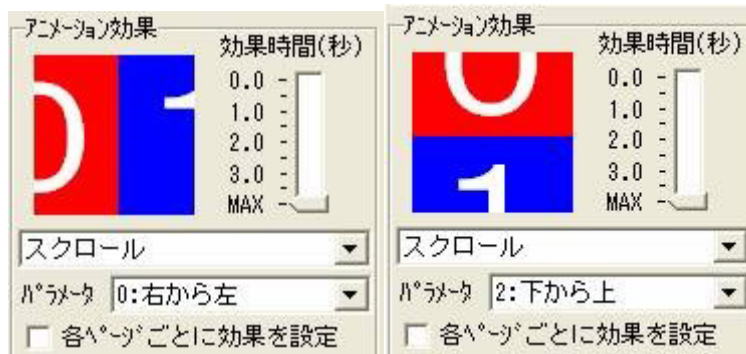 アニメーション効果
効果時間(秒)
0 1
0.0
1.0
2.0
3.0
MAX
スクロール
パラメータ 0:右から左
各ページごとに効果を設定
アニメーション効果
効果時間(秒)
0
1
0.0
1.0
2.0
3.0
MAX
スクロール
パラメータ 2:下から上
各ページごとに効果を設定